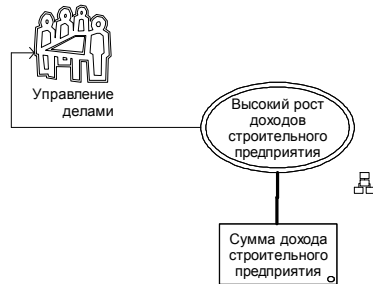 Управление
делами
Высокий рост
доходов
строительного
предприятия
Сумма дохода
строительного
предприятия